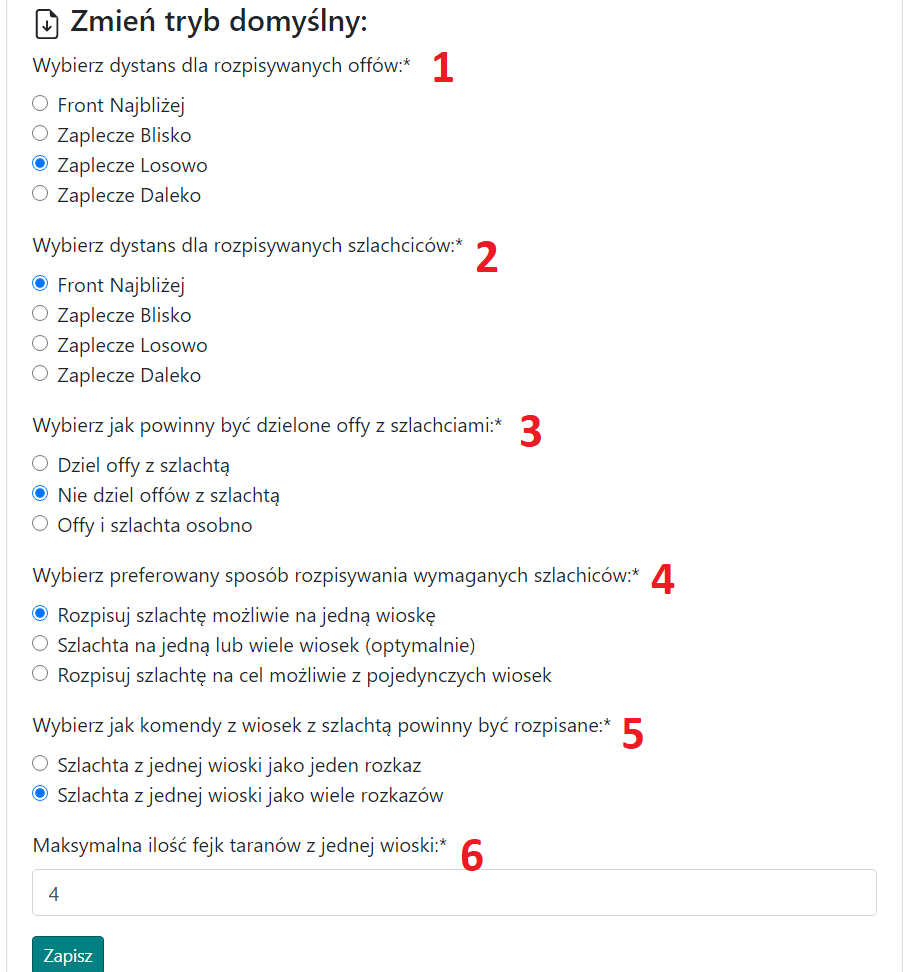 Zmień tryb domyślny:
Wybierz dystans dla rozpisywanych offów:* 1
Front Najbliżej
Zaplecze Blisko
Zaplecze Losowo
Zaplecze Daleko
Wybierz dystans dla rozpisywanych szlachciców:* 2
Front Najbliżej
Zaplecze Blisko
Zaplecze Losowo
Zaplecze Daleko
Wybierz jak powinny być dzielone offy z szlachciami:* 3
Dziel offy z szlachtą
Nie dziel offów z szlachtą
Offy i szlachta osobno
Wybierz preferowany sposób rozpisywania wymaganych szlachiców:* 4
Rozpisuj szlachtę możliwie na jedną wioskę
Szlachta na jedną lub wiele wiosek (optymalnie)
Rozpisuj szlachtę na cel możliwie z pojedynczych wiosek
Wybierz jak komendy z wiosek z szlachtą powinny być rozpisane:* 5
Szlachta z jednej wioski jako jeden rozkaz
Szlachta z jednej wioski jako wiele rozkazów
Maksymalna ilość fejk taranów z jednej wioski:* 6
4
Zapisz